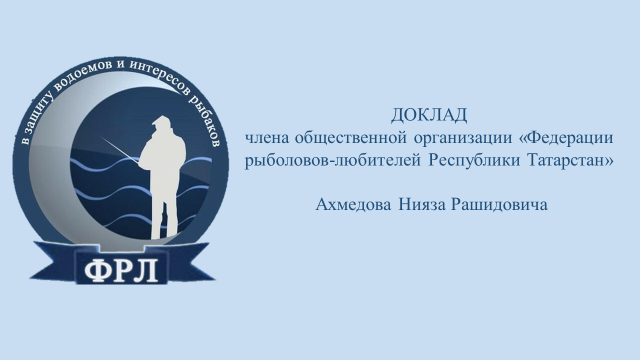 в защиту водоемов и интересов рыбаков
ФРЛ
ДОКЛАД
члена общественной организации «Федерации
рыболовов-любителей Республики Татарстан»
Ахмедова Нияза Рашидовича